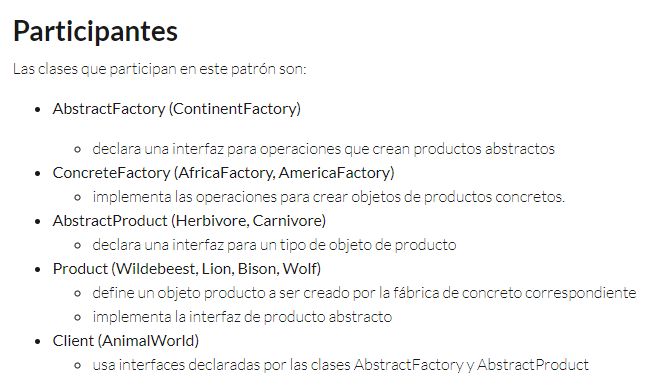 Participantes
Las clases que participan en este patrón son:
AbstractFactory (ContinentFactory)
declara una interfaz para operaciones que crean productos abstractos
ConcreteFactory (AfricaFactory, AmericaFactory)
implementa las operaciones para crear objetos de productos concretos.
AbstractProduct (Herbivore, Carnivore)
declara una interfaz para un tipo de objeto de producto
Product (Wildebeest, Lion, Bison, Wolf)
define un objeto producto a ser creado por la fábrica de concreto correspondiente
implementa la interfaz de producto abstracto
Client (AnimalWorld)
usa interfaces declaradas por las clases AbstractFactory y AbstractProduct